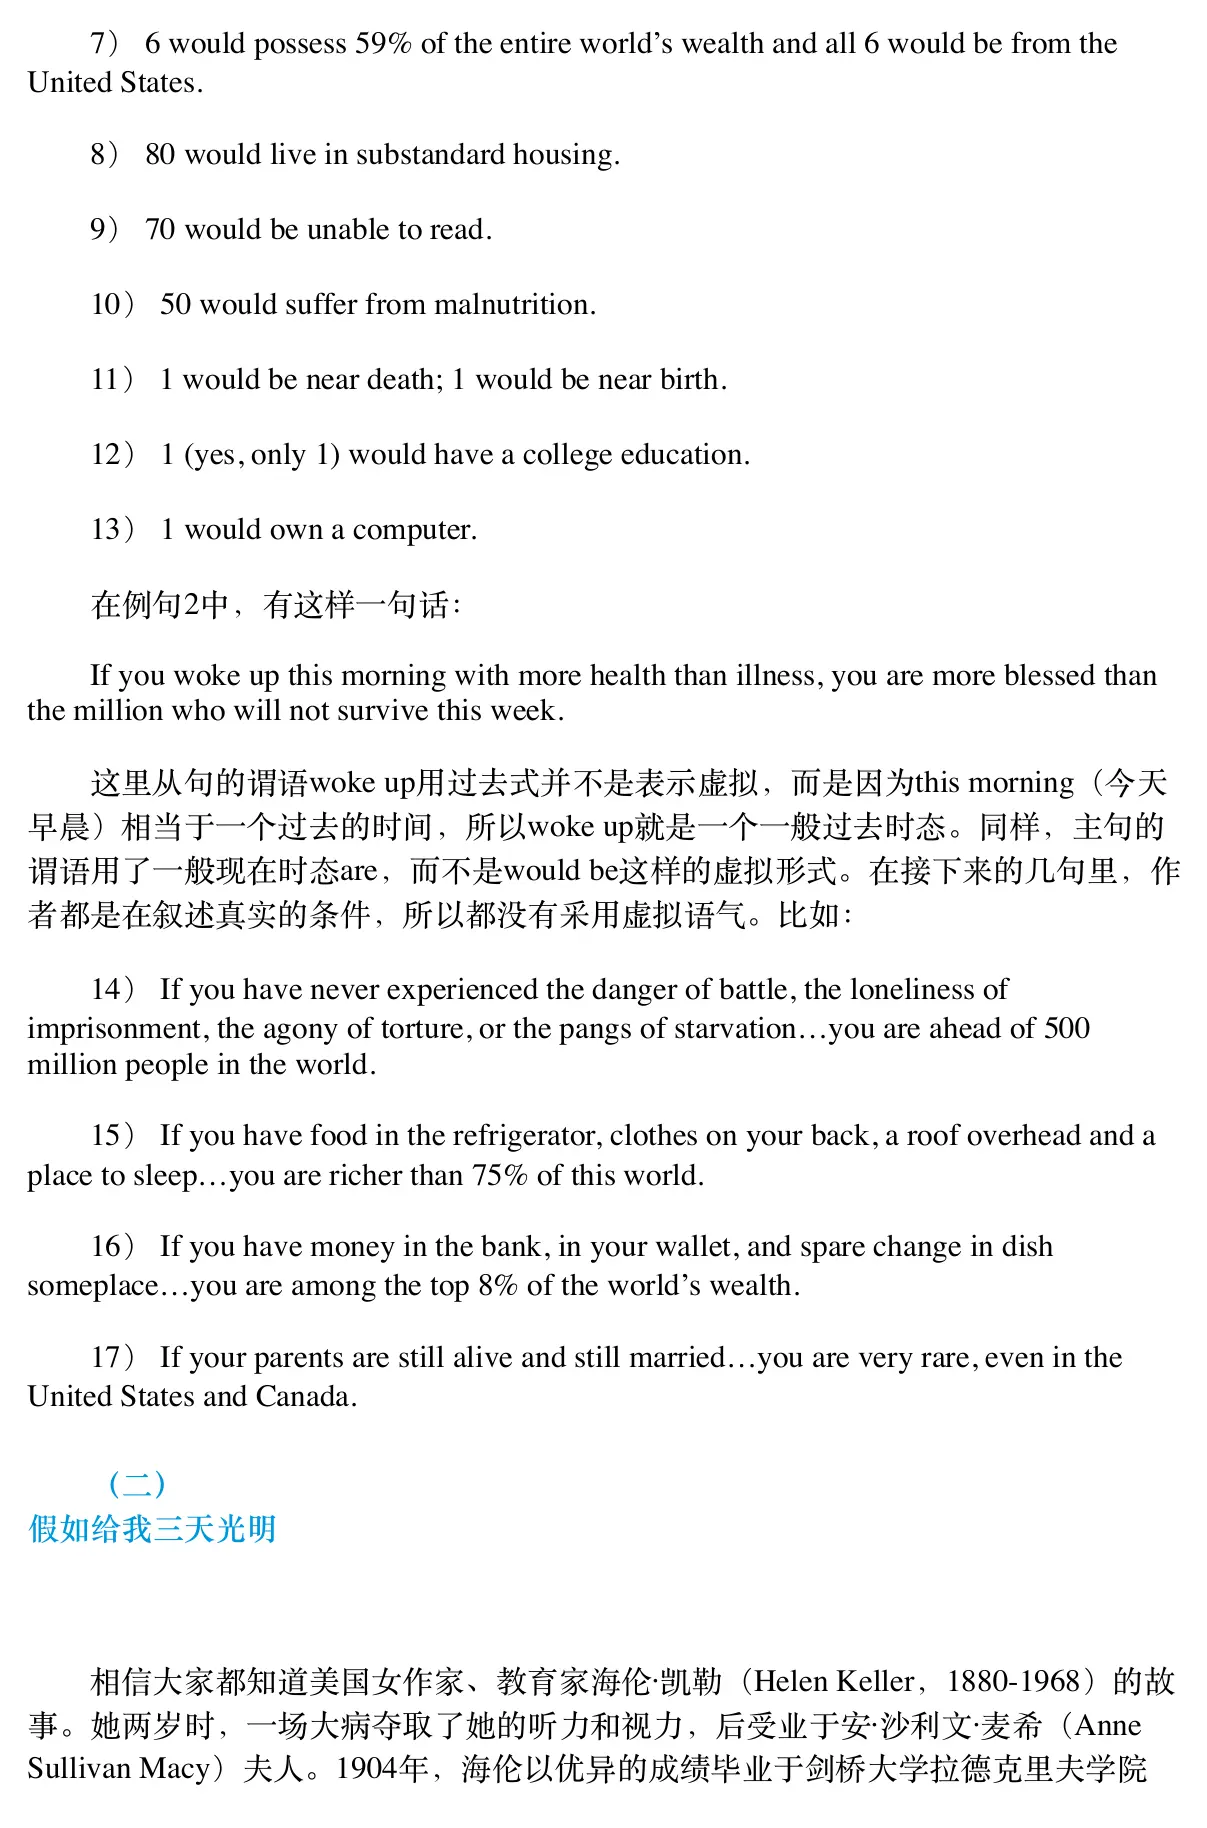 7） 6 would possess 59% of the entire world’s wealth and all 6 would be from the
United States.
8） 80 would live in substandard housing.
9） 70 would be unable to read.
10） 50 would suffer from malnutrition.
11） 1 would be near death; 1 would be near birth.
12） 1 (yes, only 1) would have a college education.
13） 1 would own a computer.
在例句2中，有这样一句话：
If you woke up this morning with more health than illness, you are more blessed than
the million who will not survive this week.
这里从句的谓语woke up用过去式并不是表示虚拟，而是因为this morning（今天
早晨）相当于一个过去的时间，所以woke up就是一个一般过去时态。同样，主句的
谓语用了一般现在时态are，而不是would be这样的虚拟形式。在接下来的几句里，作
者都是在叙述真实的条件，所以都没有采用虚拟语气。比如：
14） If you have never experienced the danger of battle, the loneliness of
imprisonment, the agony of torture, or the pangs of starvation…you are ahead of 500
million people in the world.
15） If you have food in the refrigerator, clothes on your back, a roof overhead and a
place to sleep…you are richer than 75% of this world.
16） If you have money in the bank, in your wallet, and spare change in dish
someplace…you are among the top 8% of the world’s wealth.
17） If your parents are still alive and still married…you are very rare, even in the
United States and Canada.
（二）
假如给我三天光明
相信大家都知道美国女作家、教育家海伦·凯勒（Helen Keller，1880-1968）的故
事。她两岁时，一场大病夺取了她的听力和视力，后受业于安·沙利文·麦希（Anne
Sullivan Macy）夫人。1904年，海伦以优异的成绩毕业于剑桥大学拉德克里夫学院